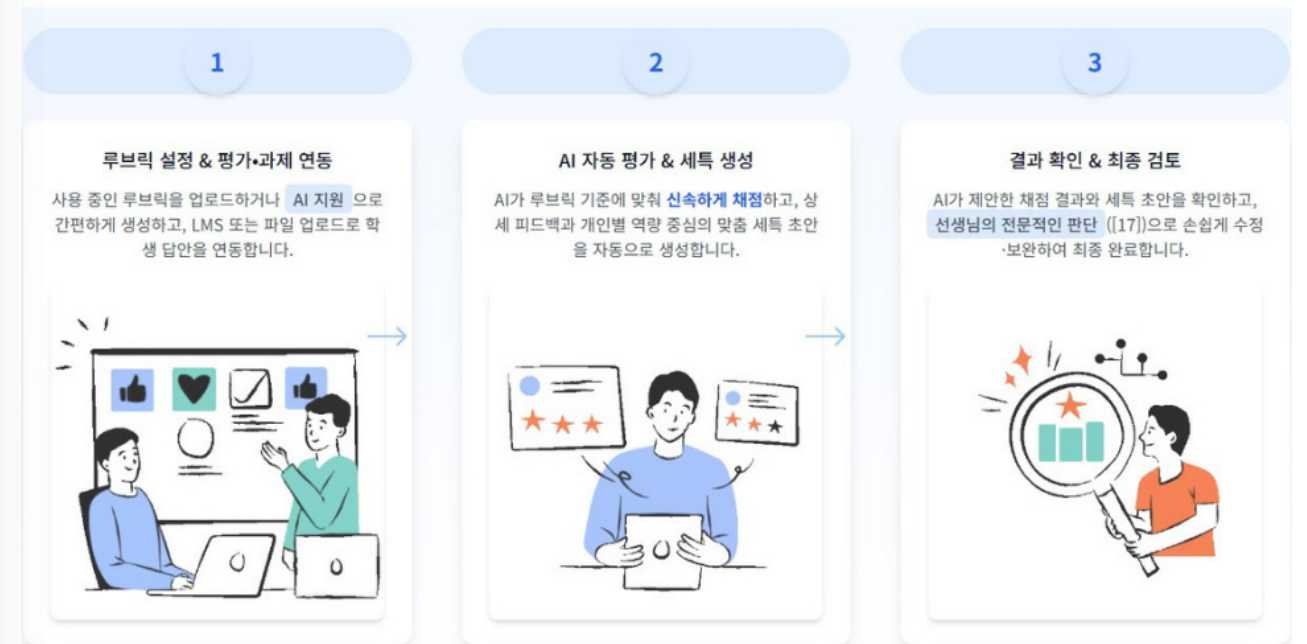 1
루브릭 설정 & 평가•과제 연동
사용 중인 루브릭을 업로드하거나 AI 지원 으로
간편하게 생성하고, LMS 또는 파일 업로드로 학
생 답안을 연동합니다.
2
AI 자동 평가 & 세특 생성
AI가 루브릭 기준에 맞춰 신속하게 채점하고, 상
세 피드백과 개인별 역량 중심의 맞춤 세특 초안
을 자동으로 생성합니다.
3
결과 확인 & 최종 검토
AI가 제안한 채점 결과와 세특 초안을 확인하고,
선생님의 전문적인 판단 ([17])으로 손쉽게 수정
·보완하여 최종 완료합니다.